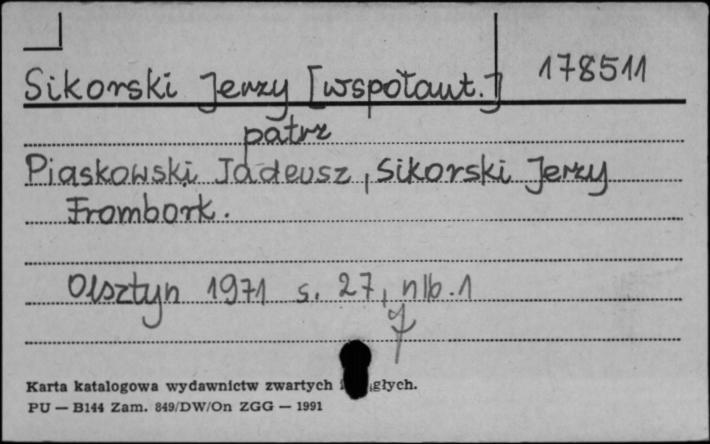 Sikorski Jerzy [współaut.] 178511
patrz
Piaskowski Tadeusz, Sikorski Jerzy
Frombork.
Olsztyn 1971 s. 27, nlb. 1
Karta katalogowa wydawnictw zwartych głych.
PU — B144 Zam. 849/DW/On ZGG — 1991